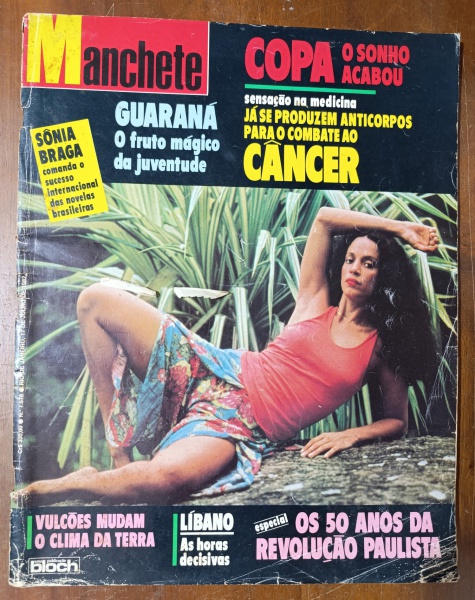 Manchete
COPA O SONHO
ACABOU
sensação na medicina
JÁ SE PRODUZEM ANTICORPOS
PARA O COMBATE AO
CÂNCER
GUARANÁ
O fruto mágico
da juventude
SÔNIA
BRAGA
comanda o
sucesso
internacional
das novelas
brasileiras
VULCÕES MUDAM
O CLIMA DA TERRA
LÍBANO
As horas
decisivas
especial OS 50 ANOS DA
REVOLUÇÃO PAULISTA
bloch